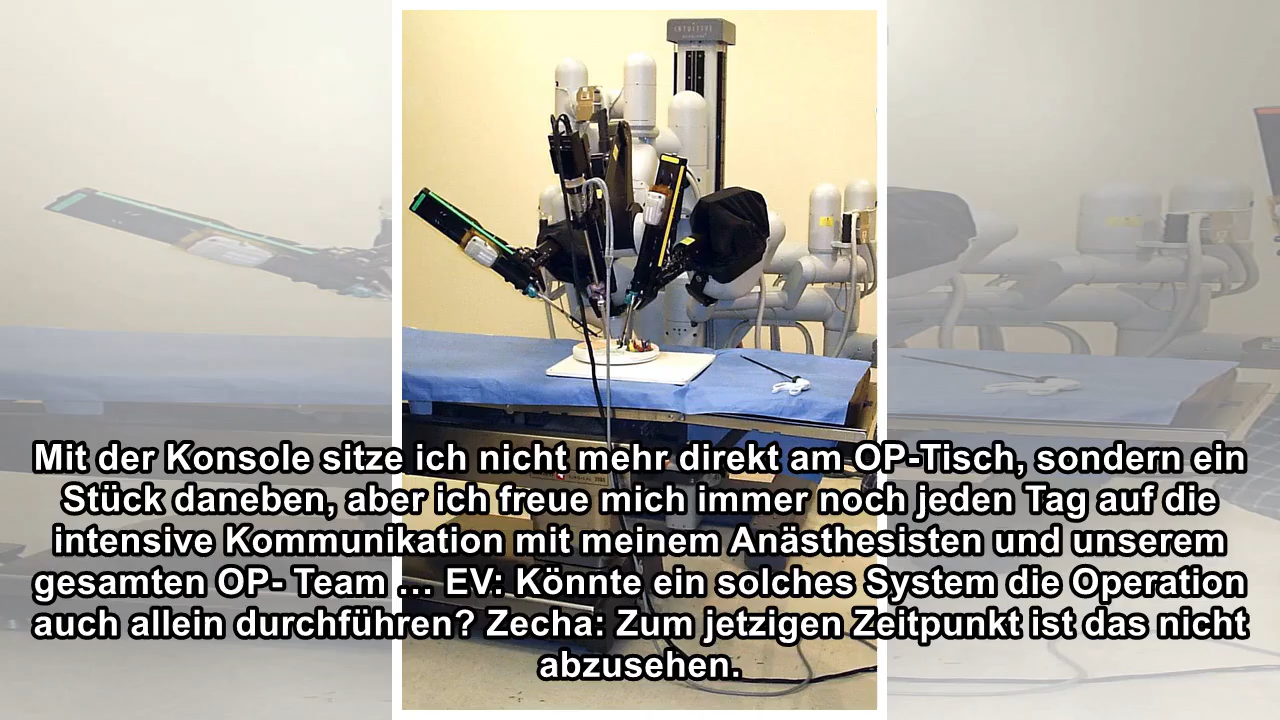 INTUITIVE
Mit der Konsole sitze ich nicht mehr direkt am OP-Tisch, sondern ein
Stück daneben, aber ich freue mich immer noch jeden Tag auf die
intensive Kommunikation mit meinem Anästhesisten und unserem
gesamten OP- Team ... EV: Könnte ein solches System die Operation
auch allein durchführen? Zecha: Zum jetzigen Zeitpunkt ist das nicht
abzusehen.